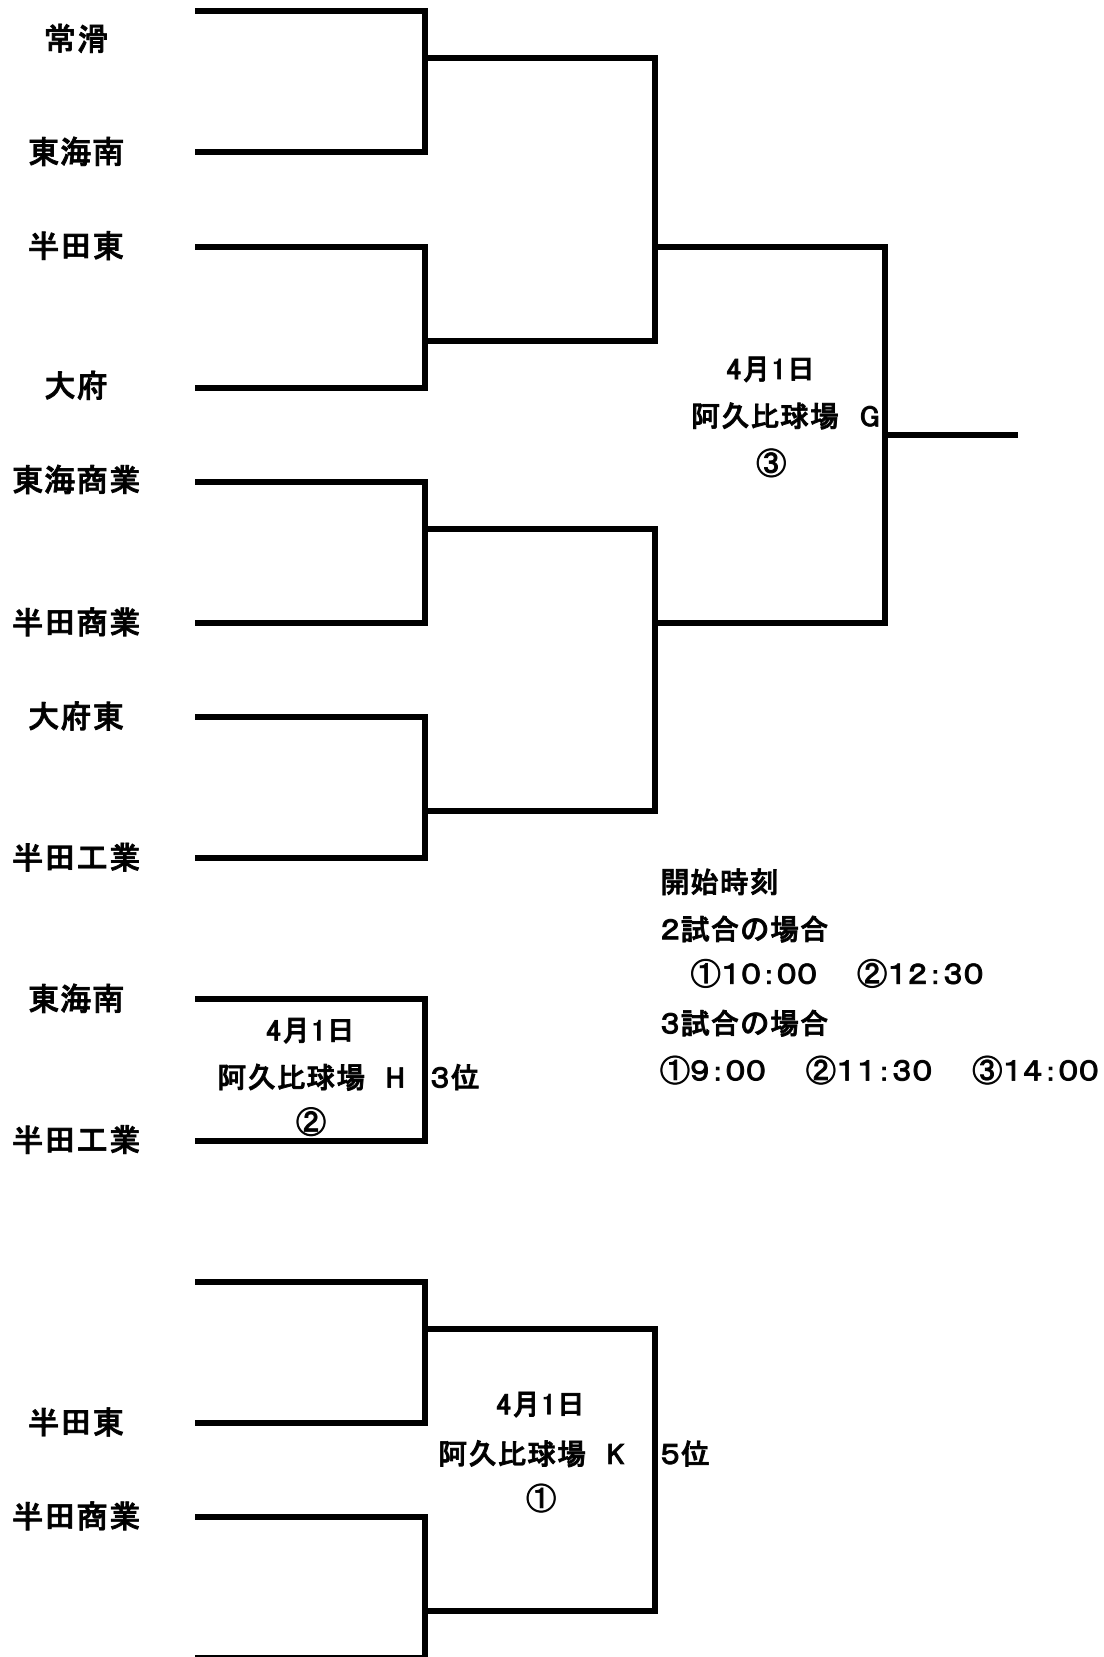 常滑
東海南
半田東
大府
4月1日
阿久比球場　G
③
東海商業
半田商業
大府東
半田工業
開始時刻
2試合の場合
①10:00　②12:30
3試合の場合
①9:00　②11:30　③14:00
東海南
4月1日
阿久比球場　H　3位
②
半田工業
半田東
4月1日
阿久比球場　K　5位
①
半田商業